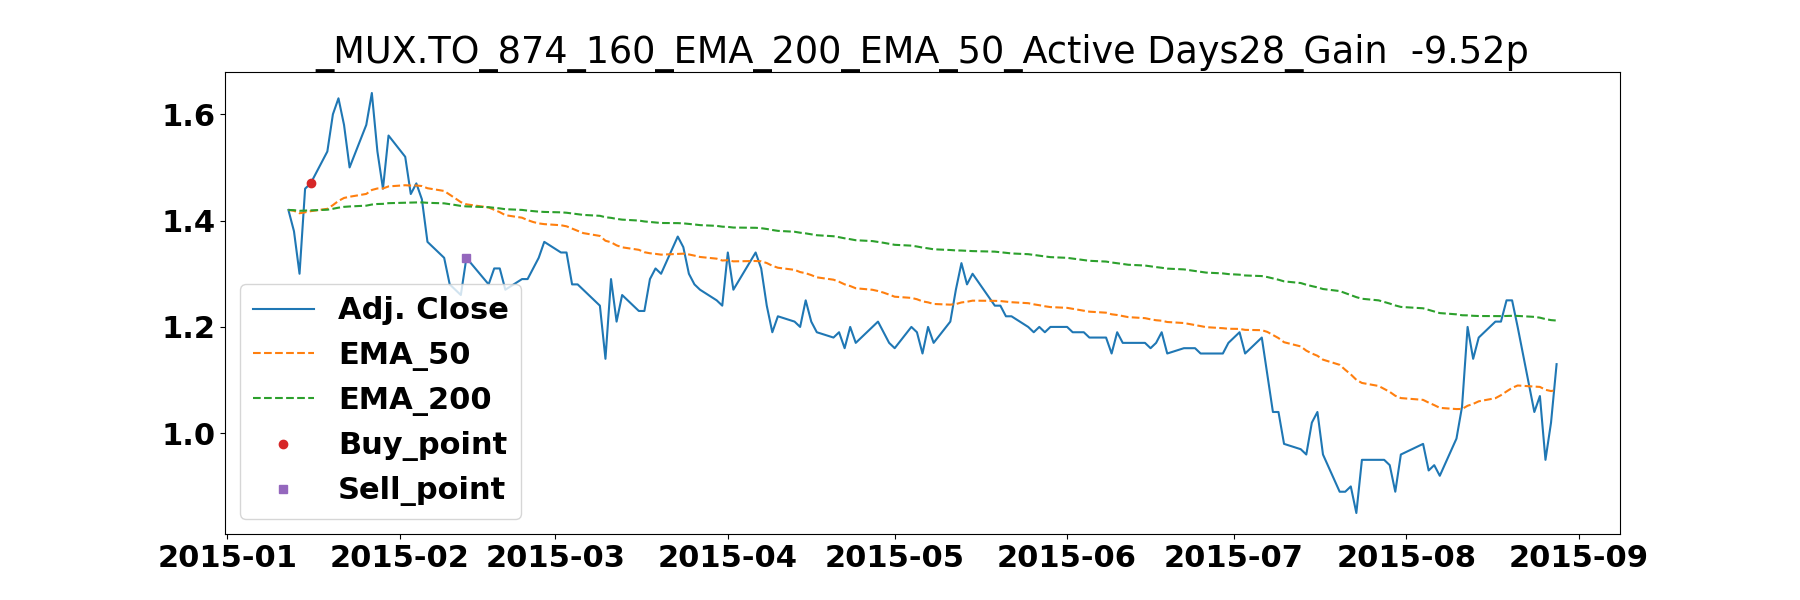 _MUX.TO_874_160_EMA_200_EMA_50_Active Days28_Gain  -9.52p
1.6
1.4
1.2
1.0
Adj. Close
EMA_50
EMA_200
Buy_point
Sell_point
2015-01 2015-02 2015-03 2015-04 2015-05 2015-06 2015-07 2015-08 2015-09